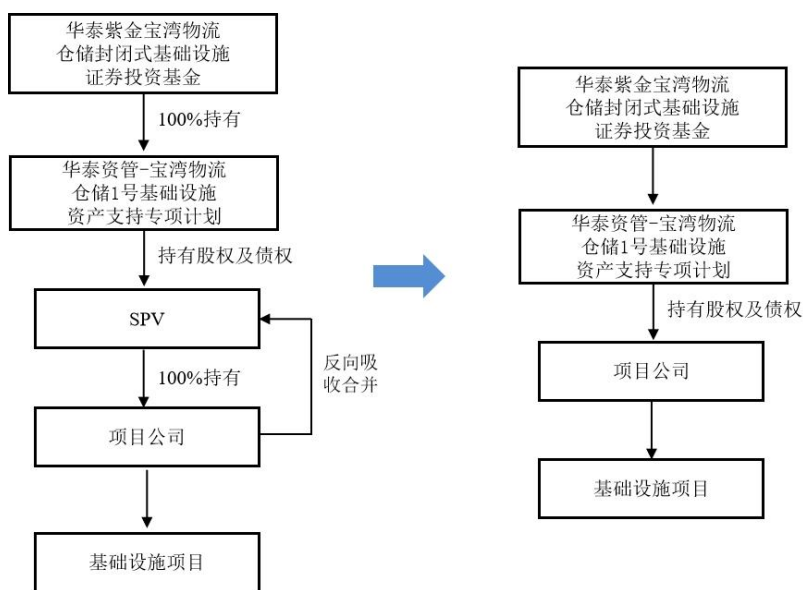 华泰紫金宝湾物流
仓储封闭式基础设施
证券投资基金
100%持有
华泰资管-宝湾物流
仓储1号基础设施
资产支持专项计划
持有股权及债权
SPV
100%持有
反向吸
收合并
项目公司
基础设施项目
华泰紫金宝湾物流
仓储封闭式基础设施
证券投资基金
华泰资管-宝湾物流
仓储1号基础设施
资产支持专项计划
持有股权及债权
项目公司
基础设施项目